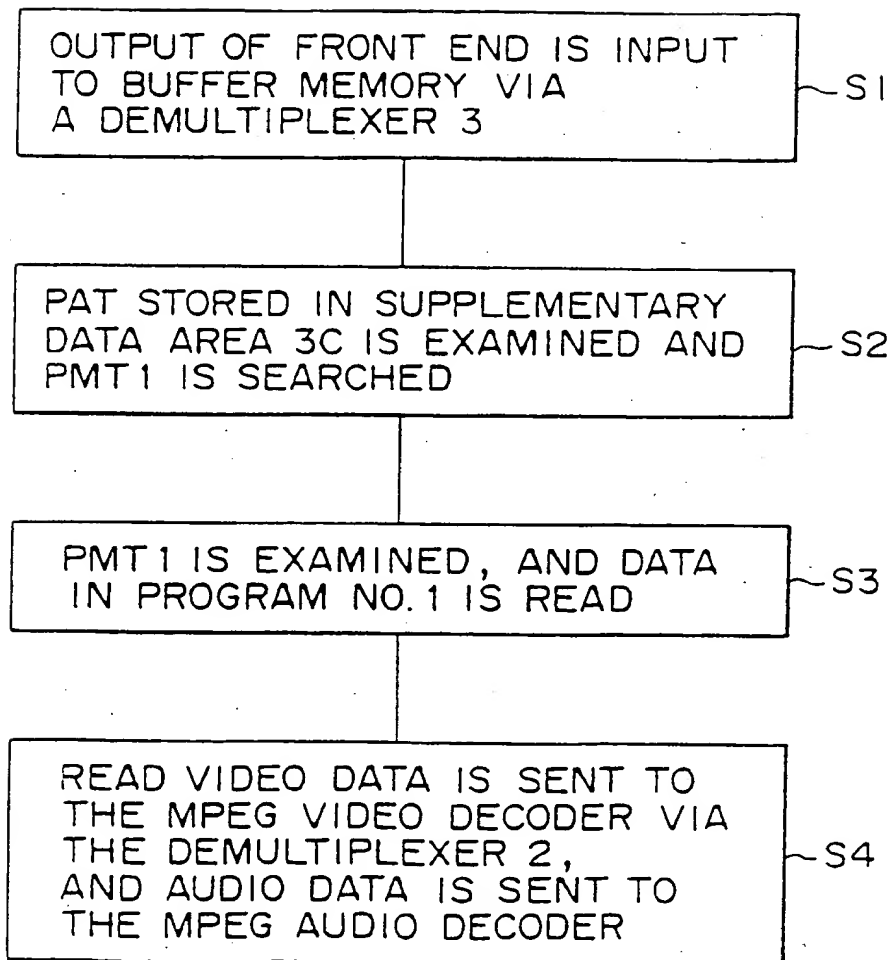 OUTPUT OF FRONT END IS INPUT
TO BUFFER MEMORY VIA
A DEMULTIPLEXER 3
S1
PAT STORED IN SUPPLEMENTARY
DATA AREA 3C IS EXAMINED AND
PMT1 IS SEARCHED
S2
PMT1 IS EXAMINED, AND DATA
IN PROGRAM NO.1 IS READ
S3
READ VIDEO DATA IS SENT TO
THE MPEG VIDEO DECODER VIA
THE DEMULTIPLEXER 2,
AND AUDIO DATA IS SENT TO
THE MPEG AUDIO DECODER
S4